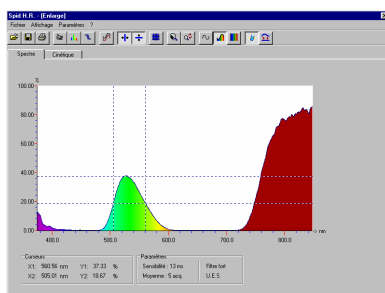 Spid H.R. - [Enlarge]
Fichier Affichage Paramètres ?
Spectre Cinétique
%
100.00
80.00
60.00
40.00
20.00
0.00
400.0 500.0 600.0 700.0 800.0 nm
Curseurs
X1: 560.56 nm Y1: 37.33 %
X2: 505.01 nm Y2: 18.67 %
Paramètres
Sensibilité : 13 ms Filtre fort
Moyenne : 5 acq. U.E.S